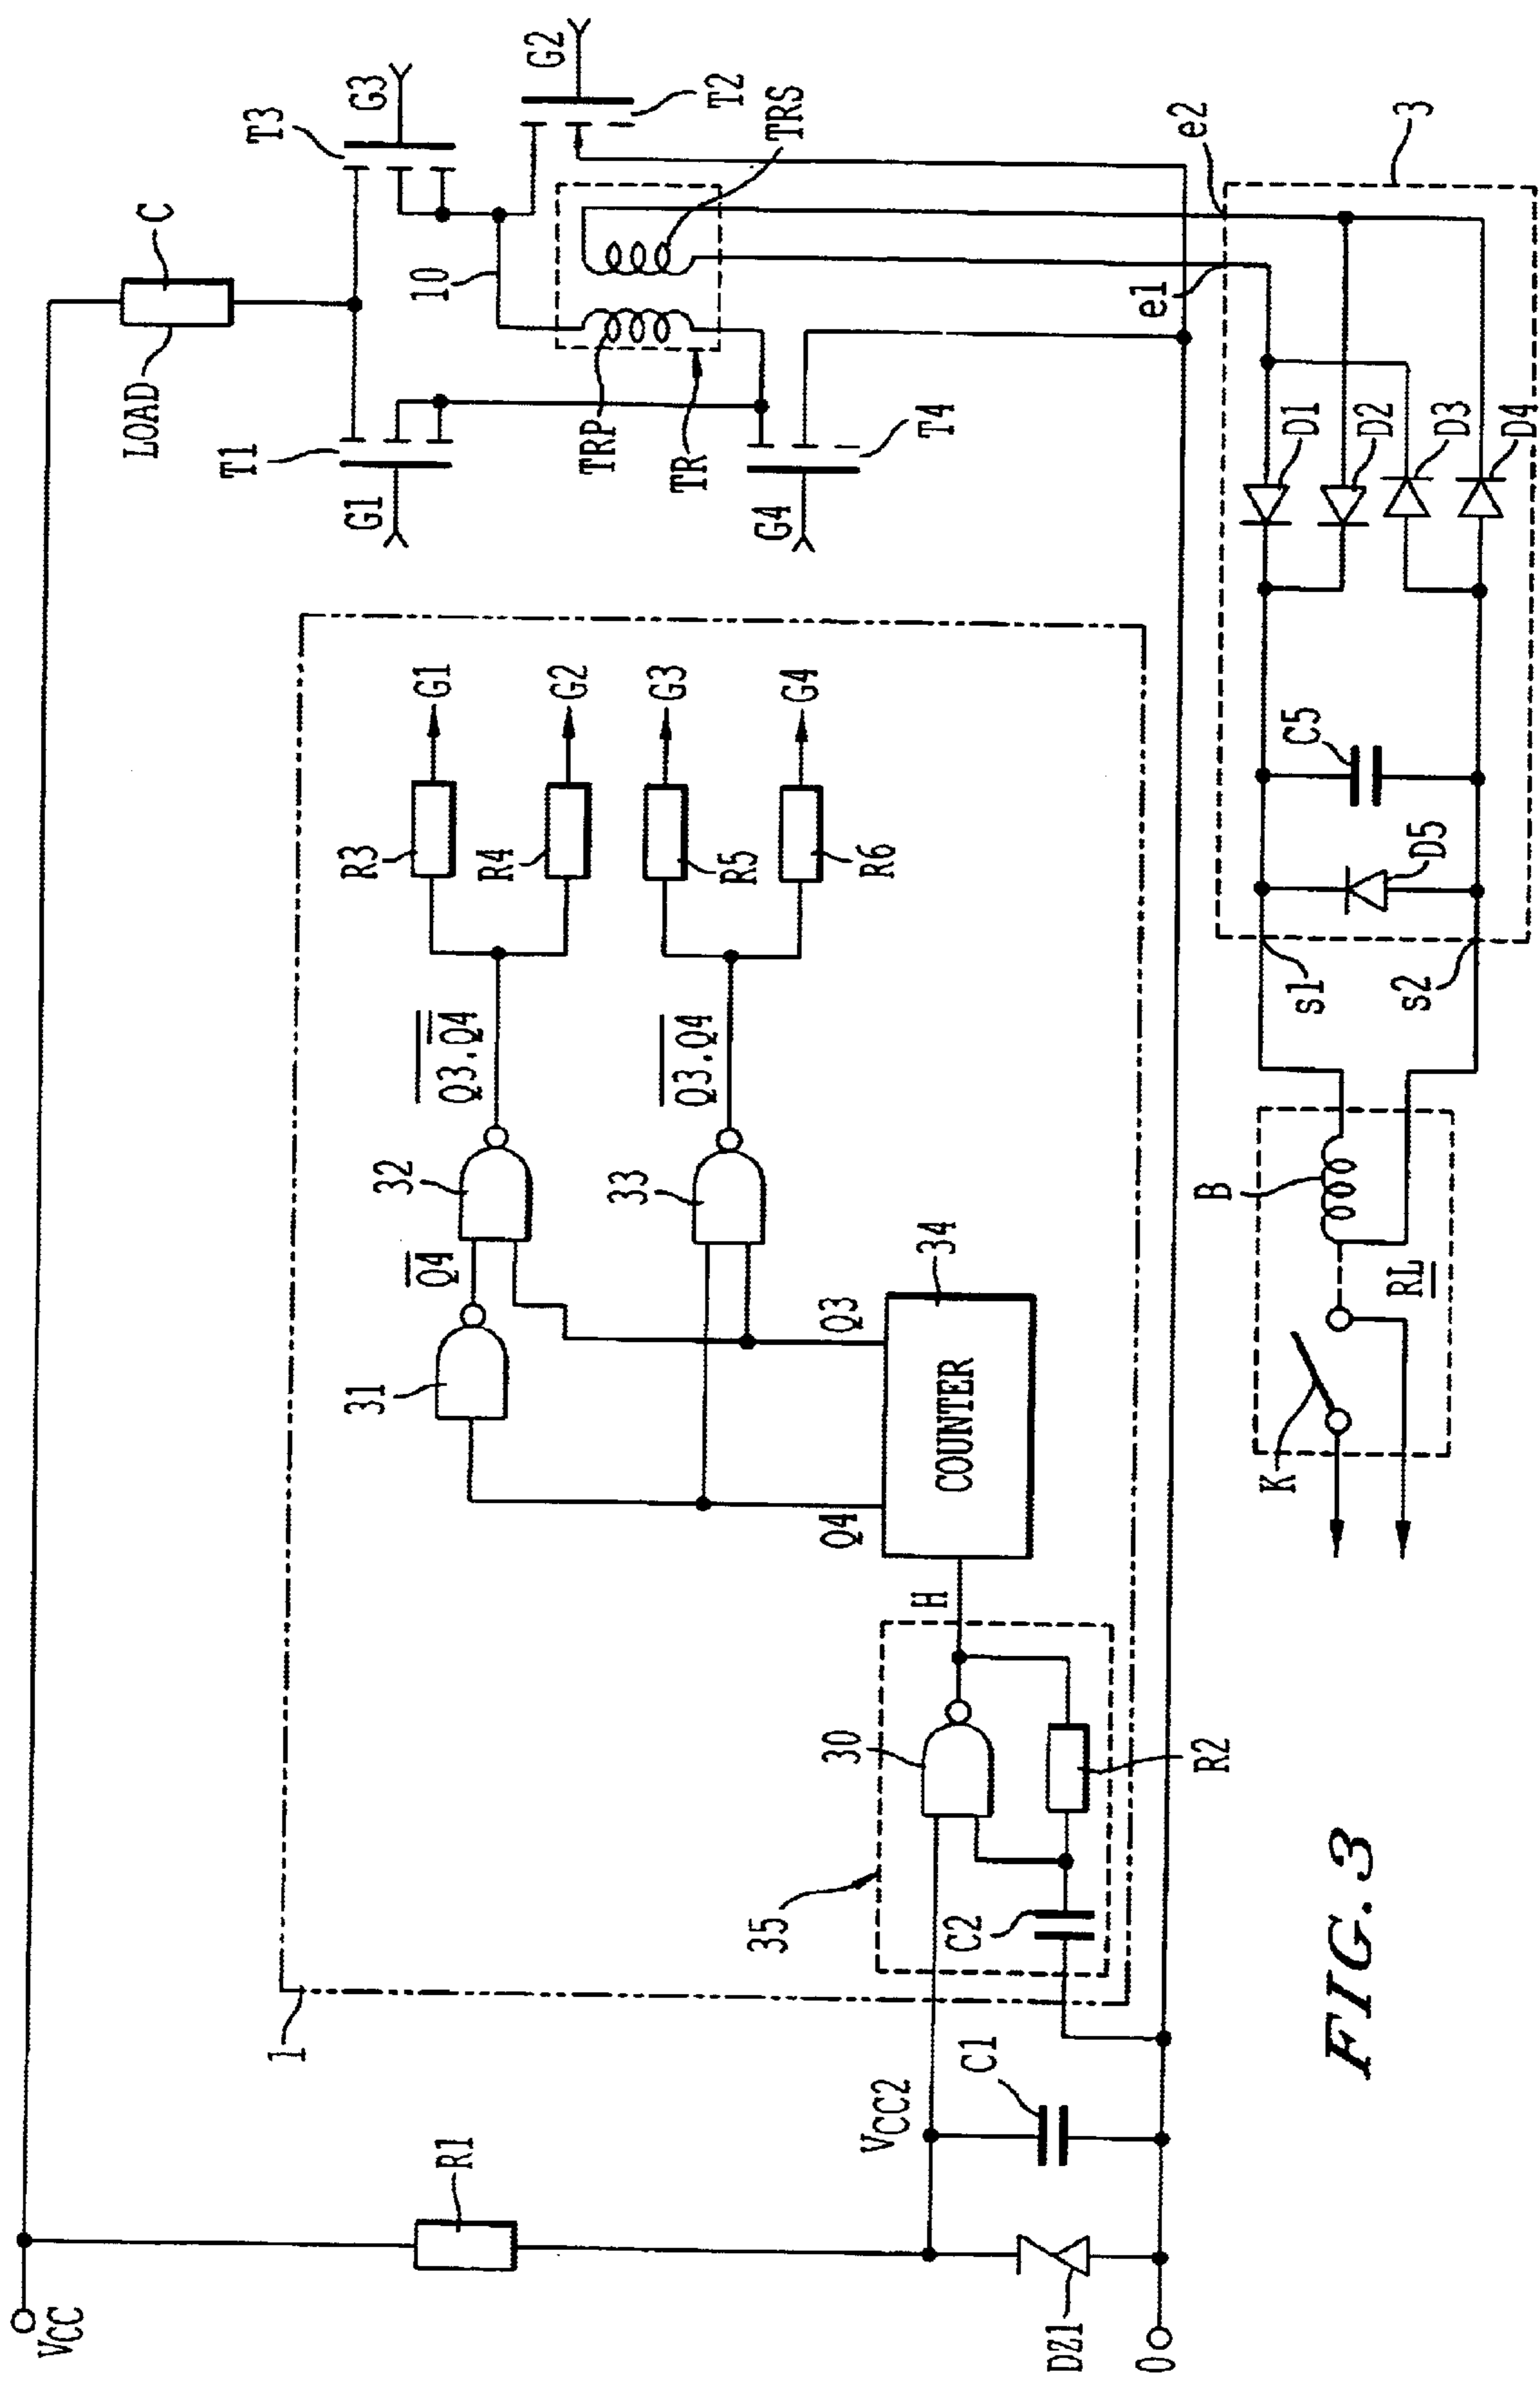 VCC
LOAD
C
T1
G1
T3
G3
10
G2
T2
TRS
TRP
TR
G4
T4
e1
e2
3
1
R3
G1
R4
G2
R5
G3
R6
G4
Q3.Q̅4̅
Q3.Q4
Q̅4̅
31
32
33
Q4
Q3
COUNTER
34
H
35
30
C2
R2
R1
VCC2
C1
DZ1
0
D1
D2
D3
D4
C5
D5
s1
s2
B
RL
K
FIG. 3